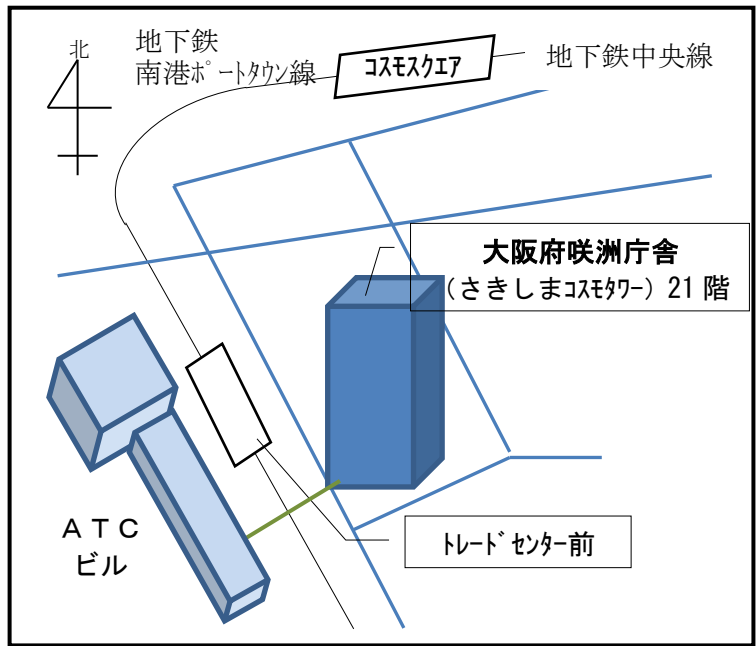 北
地下鉄
南港ﾎﾟｰﾄﾀｳﾝ線
ｺｽﾓｽｸｴｱ
地下鉄中央線
大阪府咲洲庁舎
（さきしまｺｽﾓﾀﾜｰ）21 階
ＡＴＣ
ビル
ﾄﾚｰﾄﾞｾﾝﾀｰ前